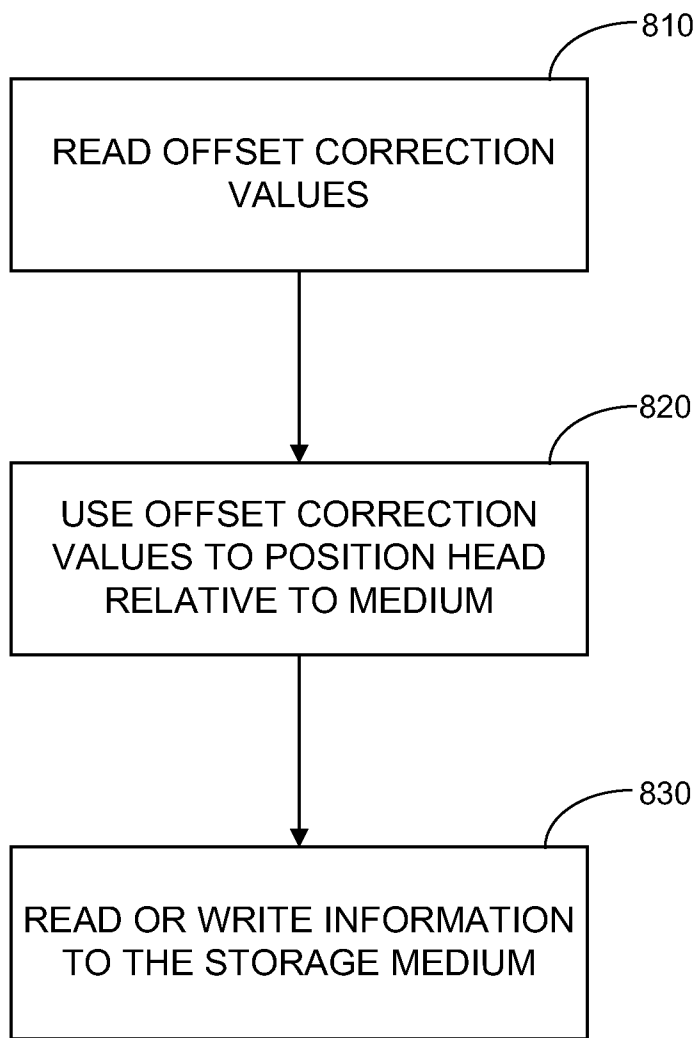 810
READ OFFSET CORRECTION
VALUES
820
USE OFFSET CORRECTION
VALUES TO POSITION HEAD
RELATIVE TO MEDIUM
830
READ OR WRITE INFORMATION
TO THE STORAGE MEDIUM